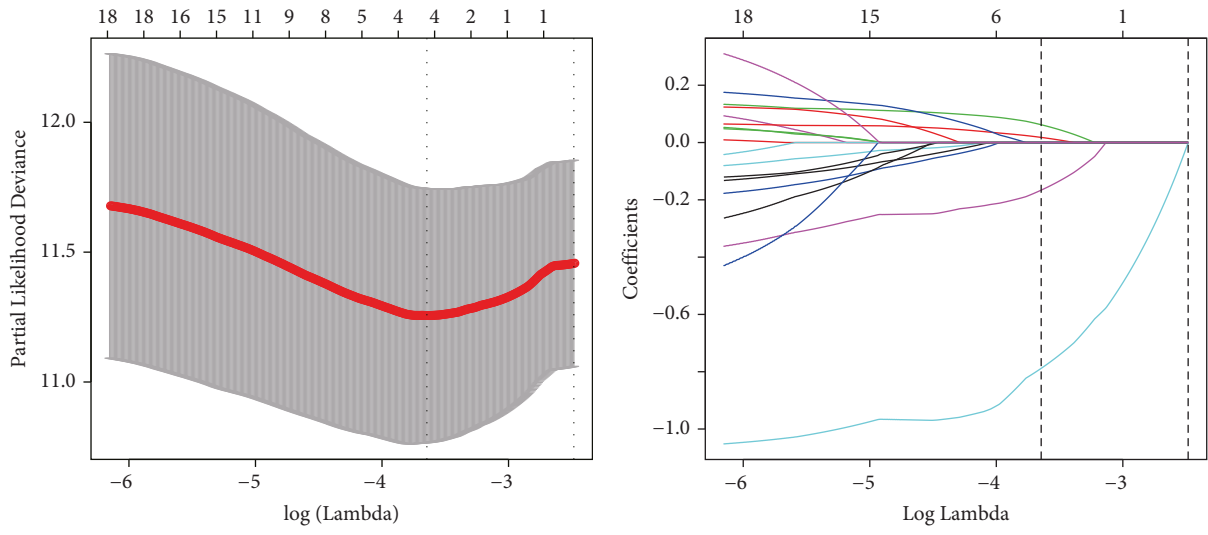 18 18 16 15 11 9 8 5 4 4 2 1 1
Partial Likelihood Deviance
12.0
11.5
11.0
−6 −5 −4 −3
log (Lambda)
18 15 6 1
Coefficients
0.2
0.0
−0.2
−0.6
−1.0
−6 −5 −4 −3
Log Lambda